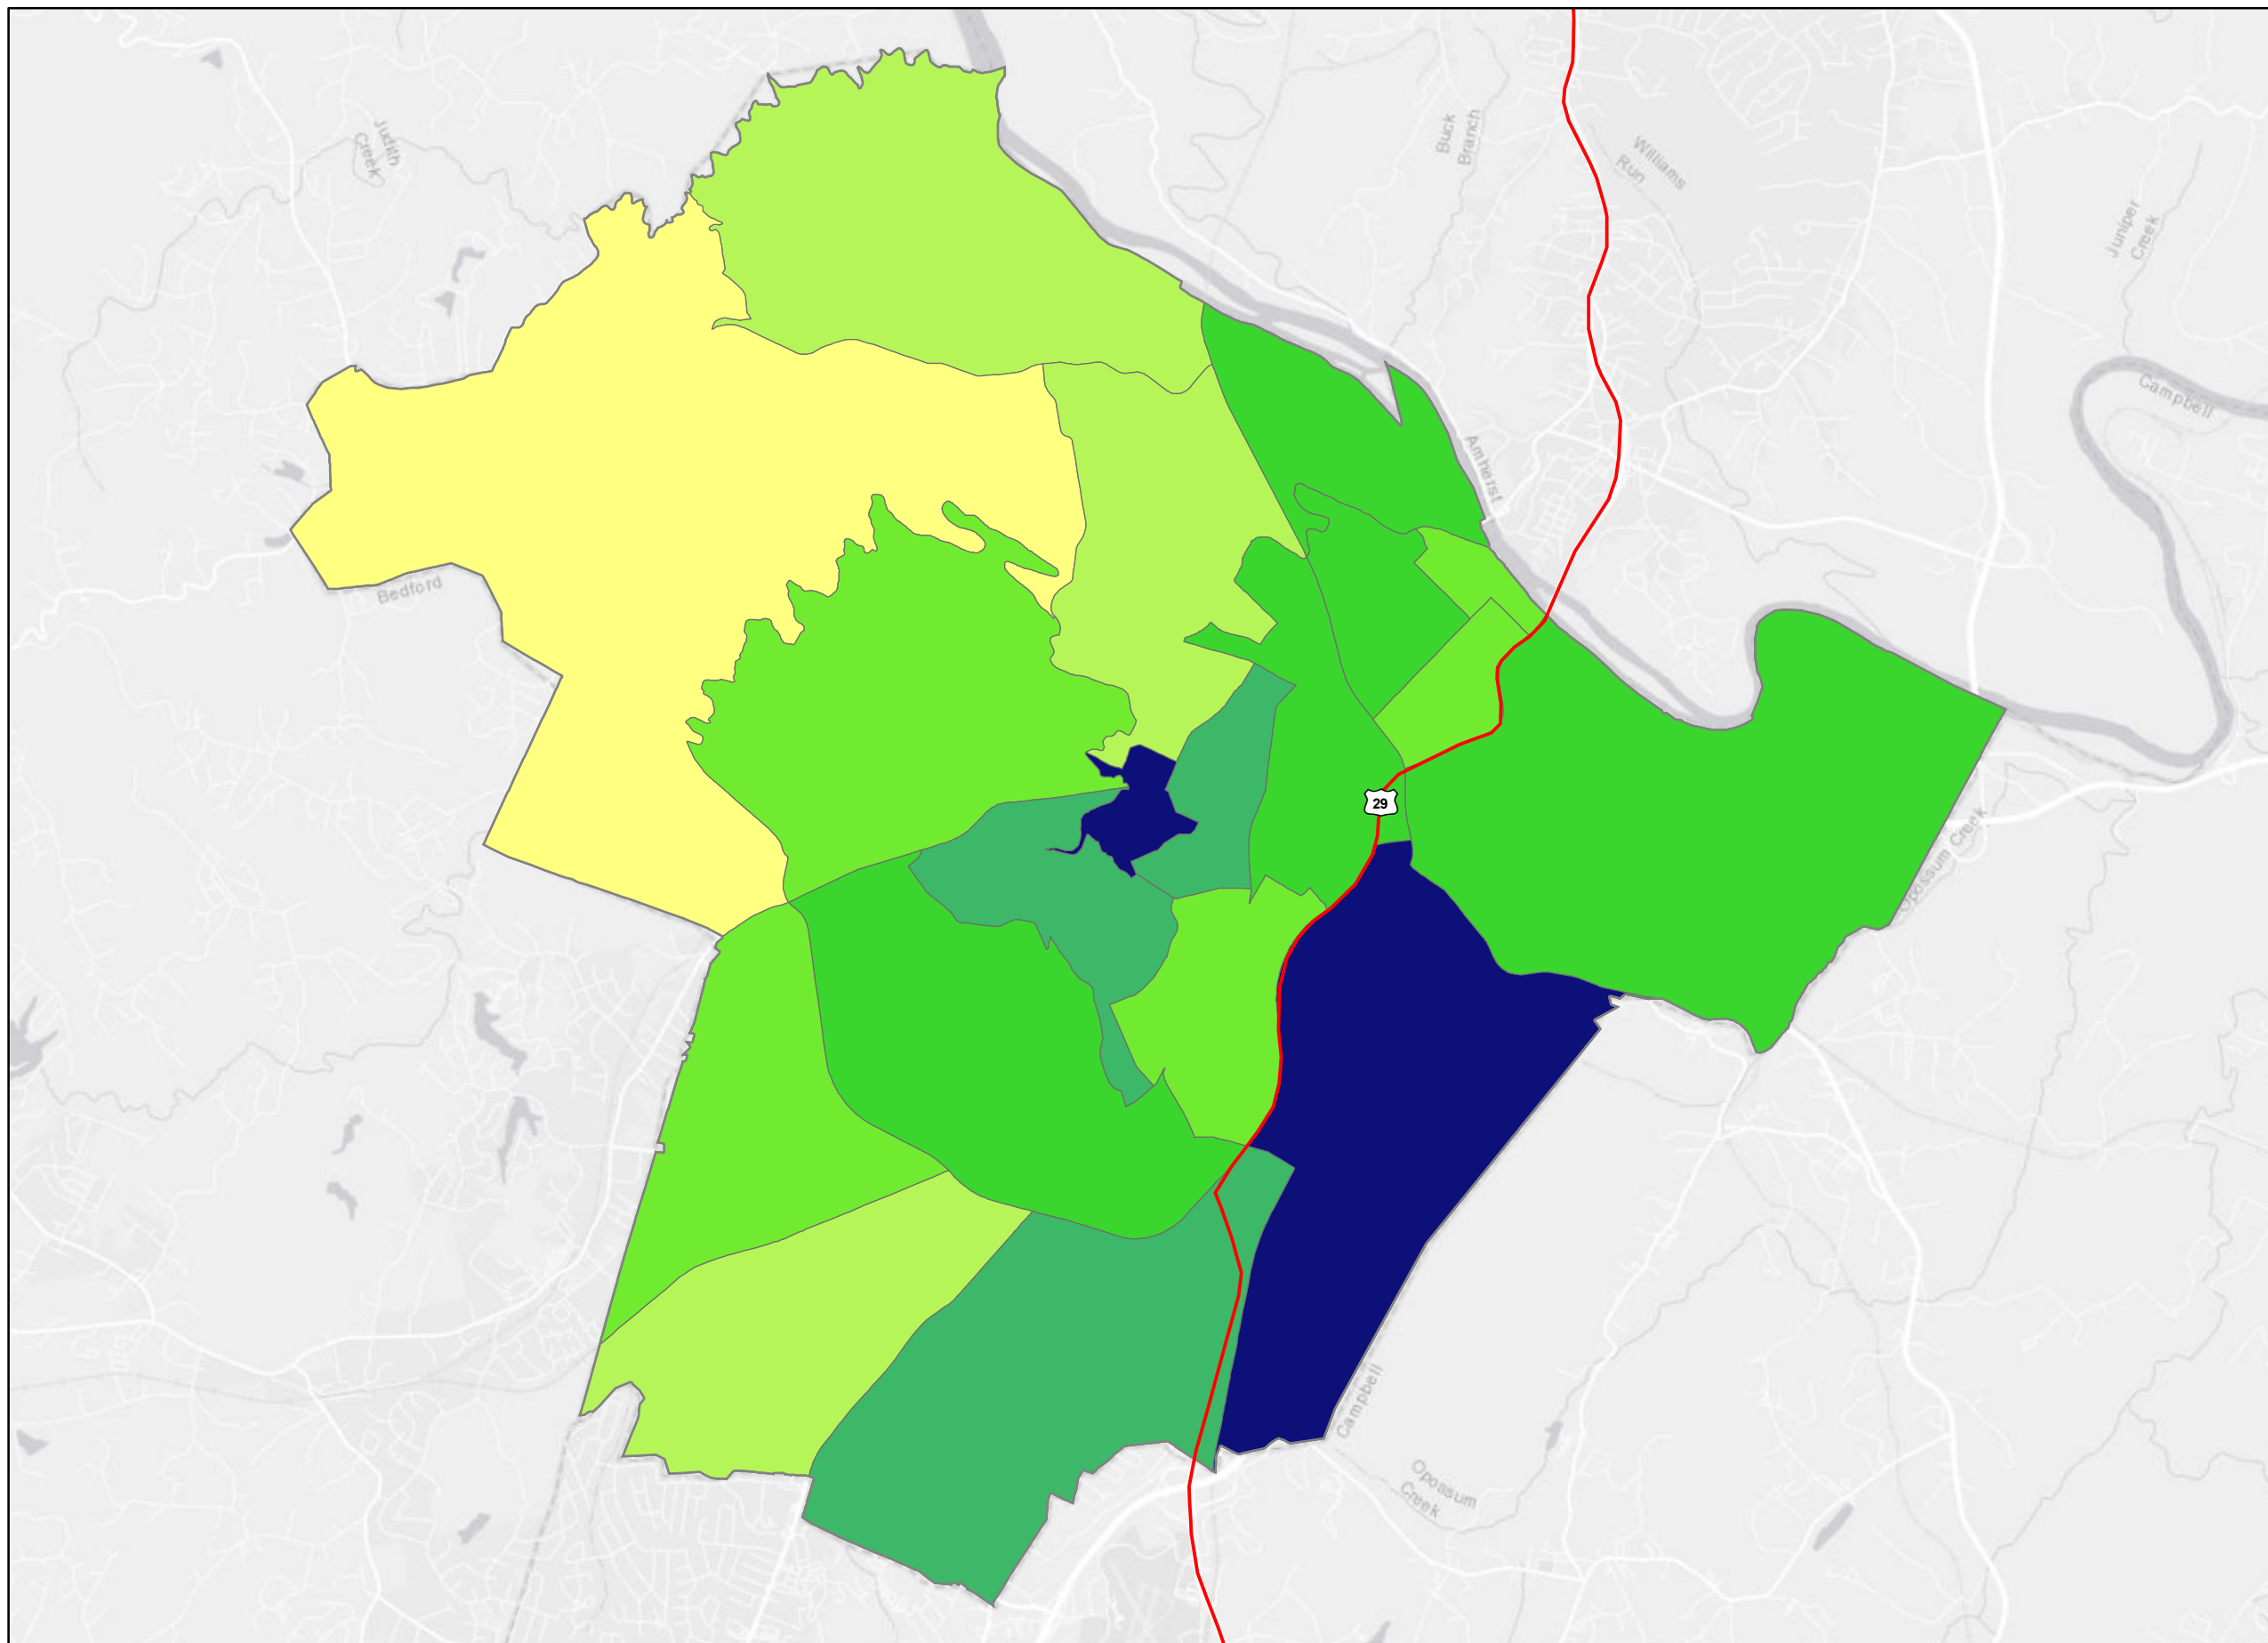 Judith
Creek
Buck
Branch
Williams
Run
Juniper
Creek
Campbell
Amherst
Bedford
29
Opossum Creek
Campbell
Opossum
Creek